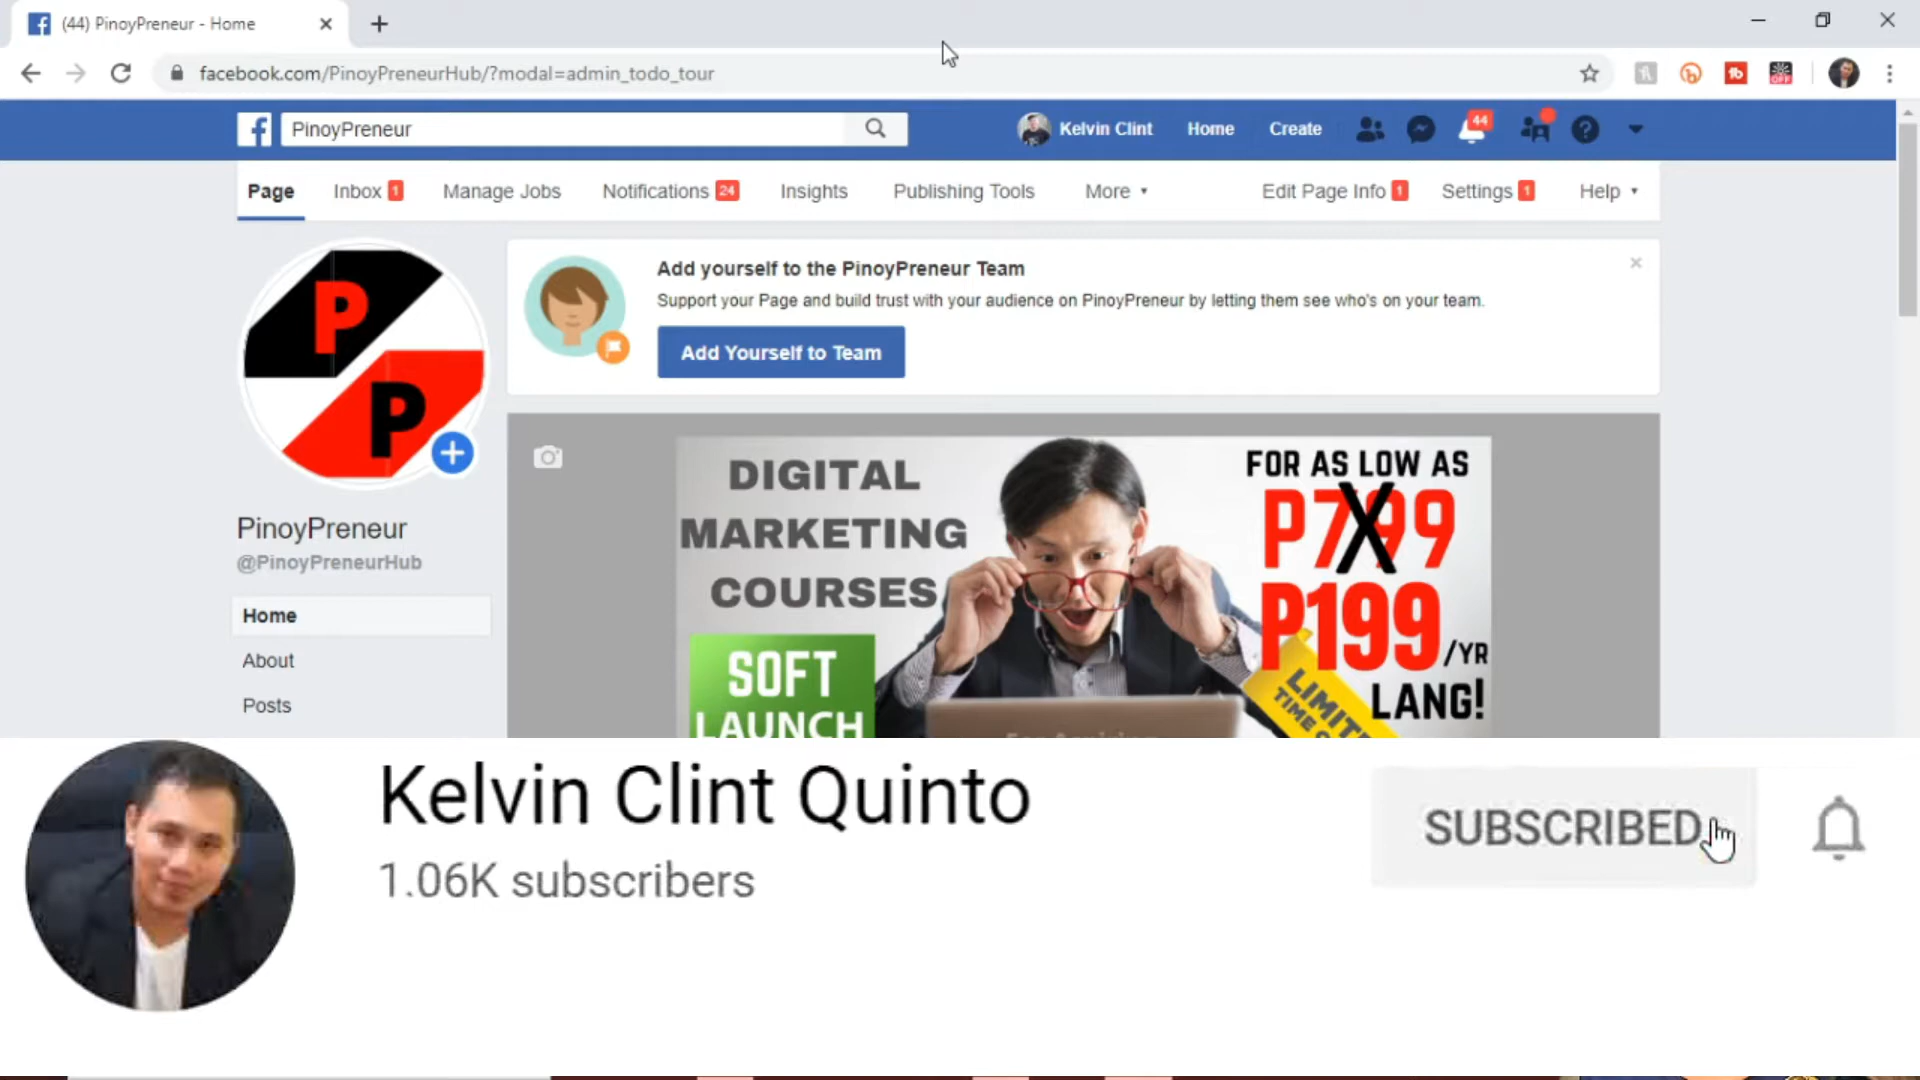 (44) PinoyPreneur - Home
facebook.com/PinoyPreneurHub/?modal=admin_todo_tour
PinoyPreneur
Kelvin Clint
Home
Create
44
Page
Inbox 1
Manage Jobs
Notifications 24
Insights
Publishing Tools
More
Edit Page Info 1
Settings 1
Help
P
P
PinoyPreneur
@PinoyPreneurHub
Home
About
Posts
Add yourself to the PinoyPreneur Team
Support your Page and build trust with your audience on PinoyPreneur by letting them see who's on your team.
Add Yourself to Team
DIGITAL
MARKETING
COURSES
SOFT
LAUNCH
FOR AS LOW AS
P799
P199/YR
LANG!
Kelvin Clint Quinto
1.06K subscribers
SUBSCRIBED